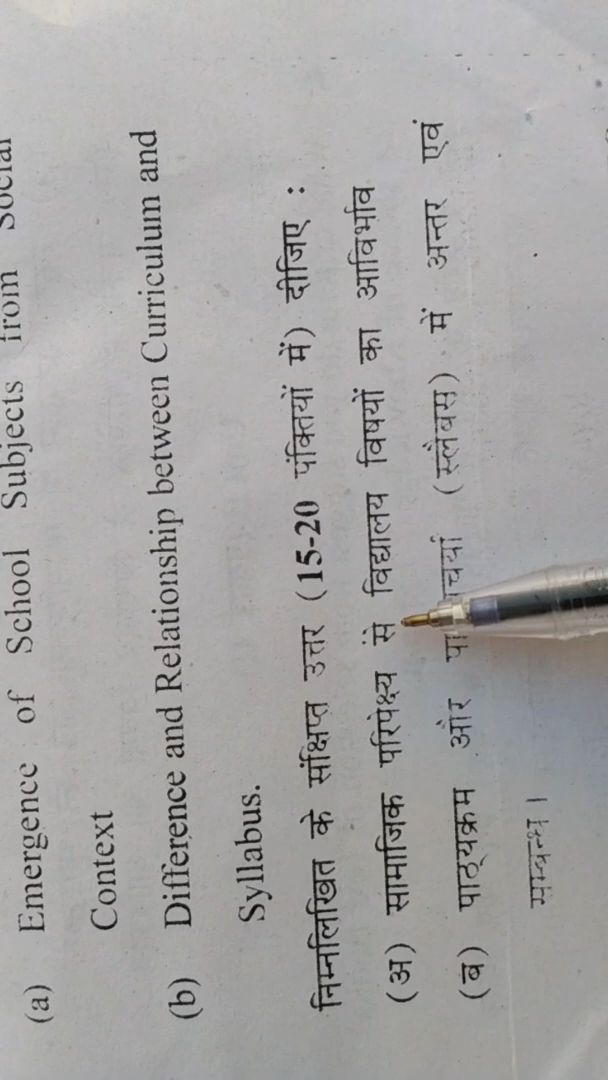 (a) Emergence of School Subjects from Social
Context
(b) Difference and Relationship between Curriculum and
Syllabus.
निम्नलिखित के संक्षिप्त उत्तर (15-20 पंक्तियों में) दीजिए :
(अ) सामाजिक परिपेक्ष्य से विद्यालय विषयों का आविर्भाव
(ब) पाठ्यक्रम और (स्लैबस) में अन्तर एवं
सम्बन्ध।